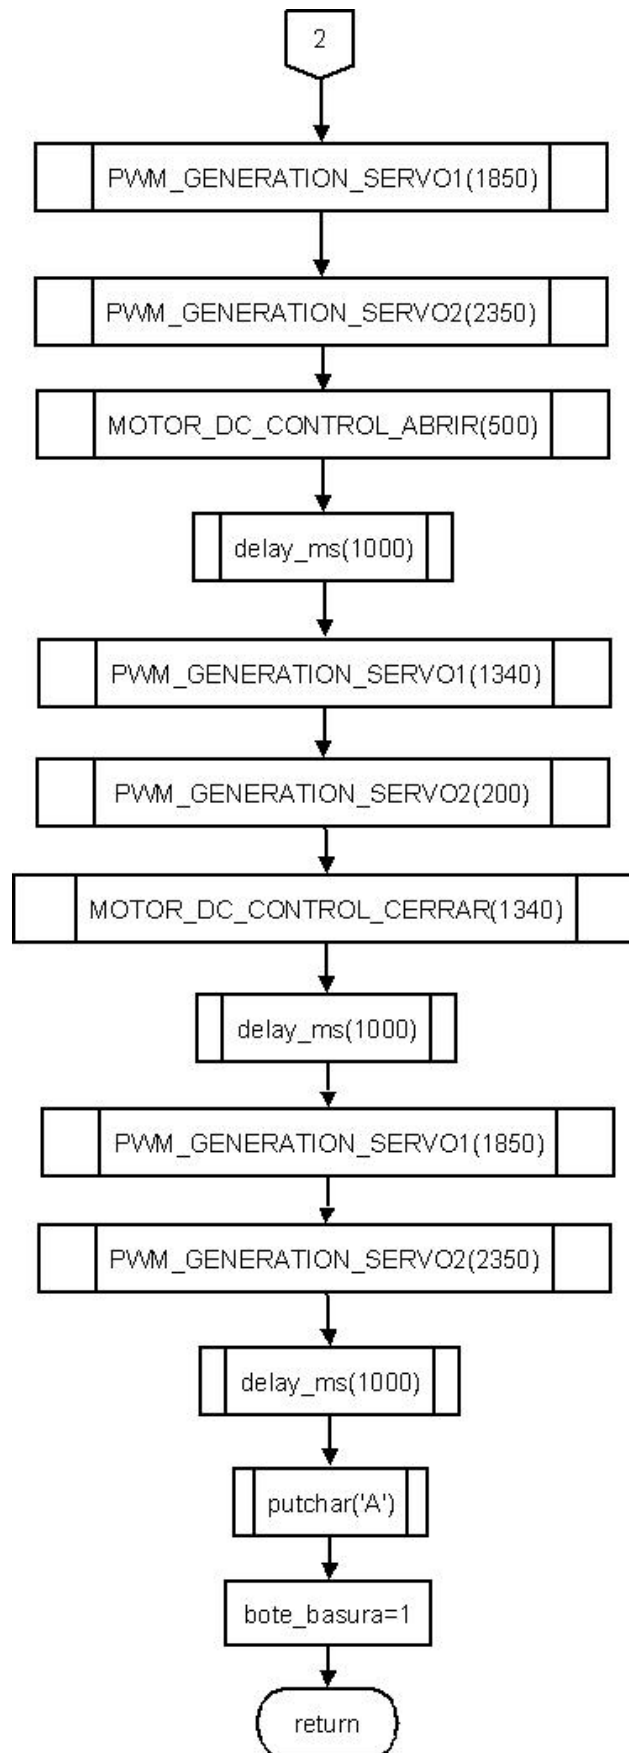 2
PWM_GENERATION_SERVO1(1850)
PWM_GENERATION_SERVO2(2350)
MOTOR_DC_CONTROL_ABRIR(500)
delay_ms(1000)
PWM_GENERATION_SERVO1(1340)
PWM_GENERATION_SERVO2(200)
MOTOR_DC_CONTROL_CERRAR(1340)
delay_ms(1000)
PWM_GENERATION_SERVO1(1850)
PWM_GENERATION_SERVO2(2350)
delay_ms(1000)
putchar('A')
bote_basura=1
return